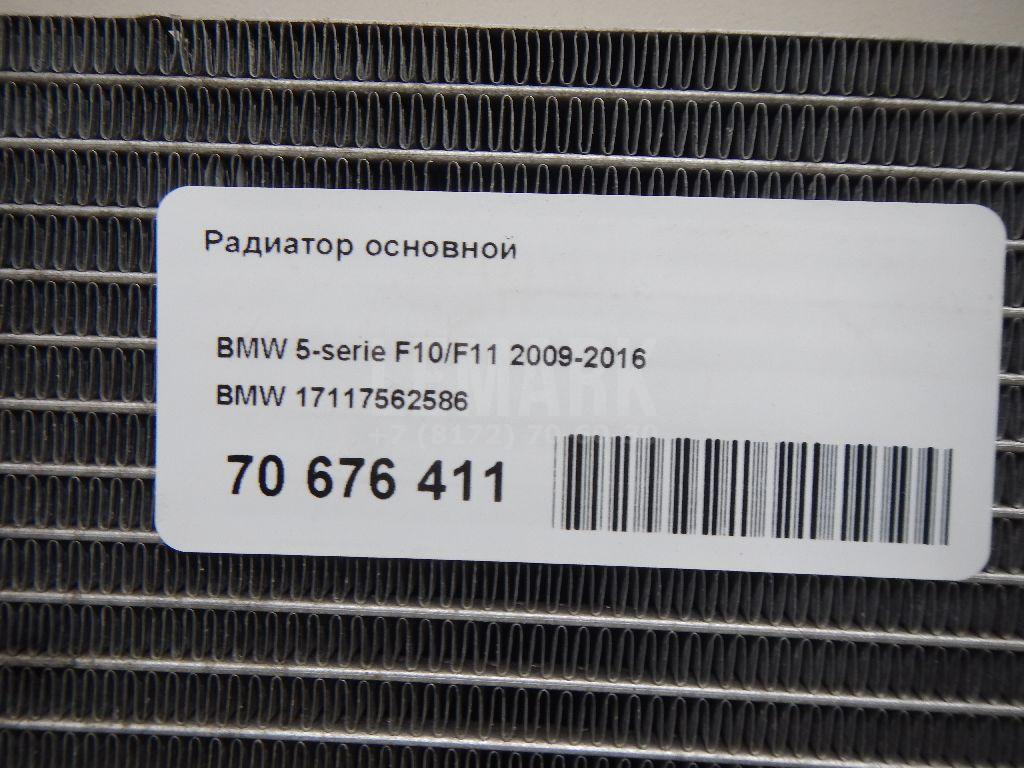 Радиатор основной
BMW 5-serie F10/F11 2009-2016
BMW 17117562586
70 676 411